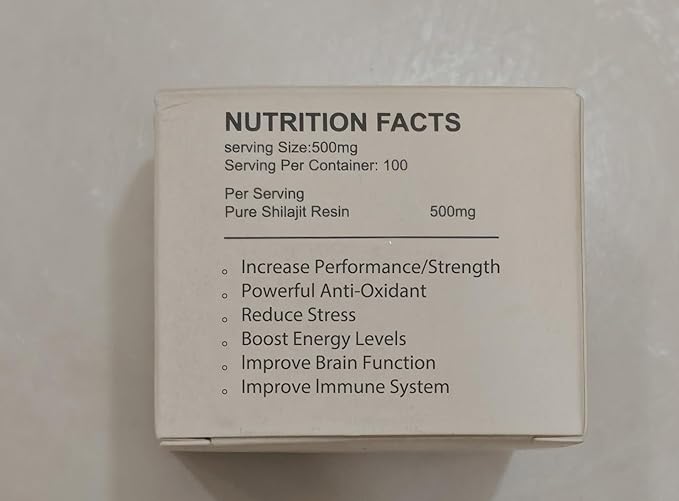 NUTRITION FACTS
serving Size:500mg
Serving Per Container: 100
Per Serving
Pure Shilajit Resin 500mg
Increase Performance/Strength
Powerful Anti-Oxidant
Reduce Stress
Boost Energy Levels
Improve Brain Function
Improve Immune System